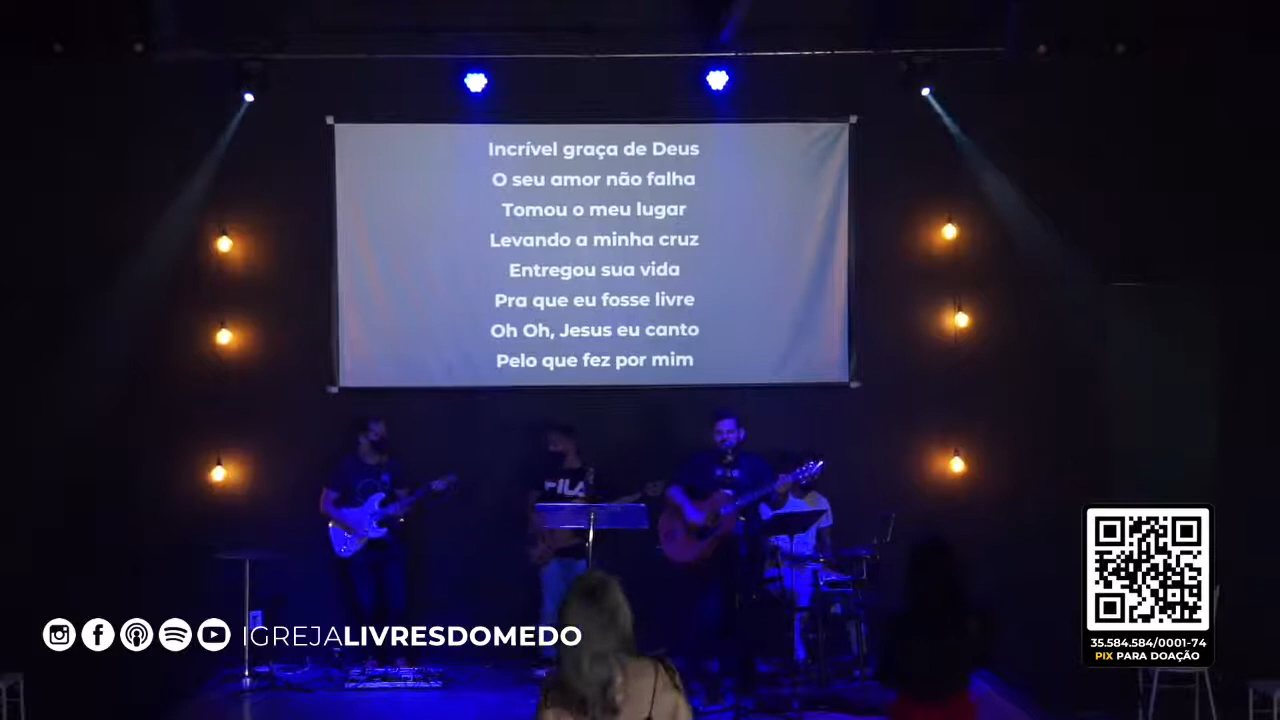 Incrível graça de Deus
O seu amor não falha
Tomou o meu lugar
Levando a minha cruz
Entregou sua vida
Pra que eu fosse livre
Oh Oh, Jesus eu canto
Pelo que fez por mim
FILA
IGREJALIVRESDOMEDO
35.584.584/0001-74
PIX PARA DOAÇÃO